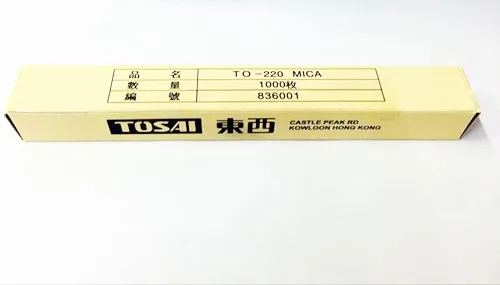 品 名 TO-220 MICA
數 量 1000枚
編 號 836001
TOSAI 東西 CASTLE PEAK RD
KOWLOON HONG KONG